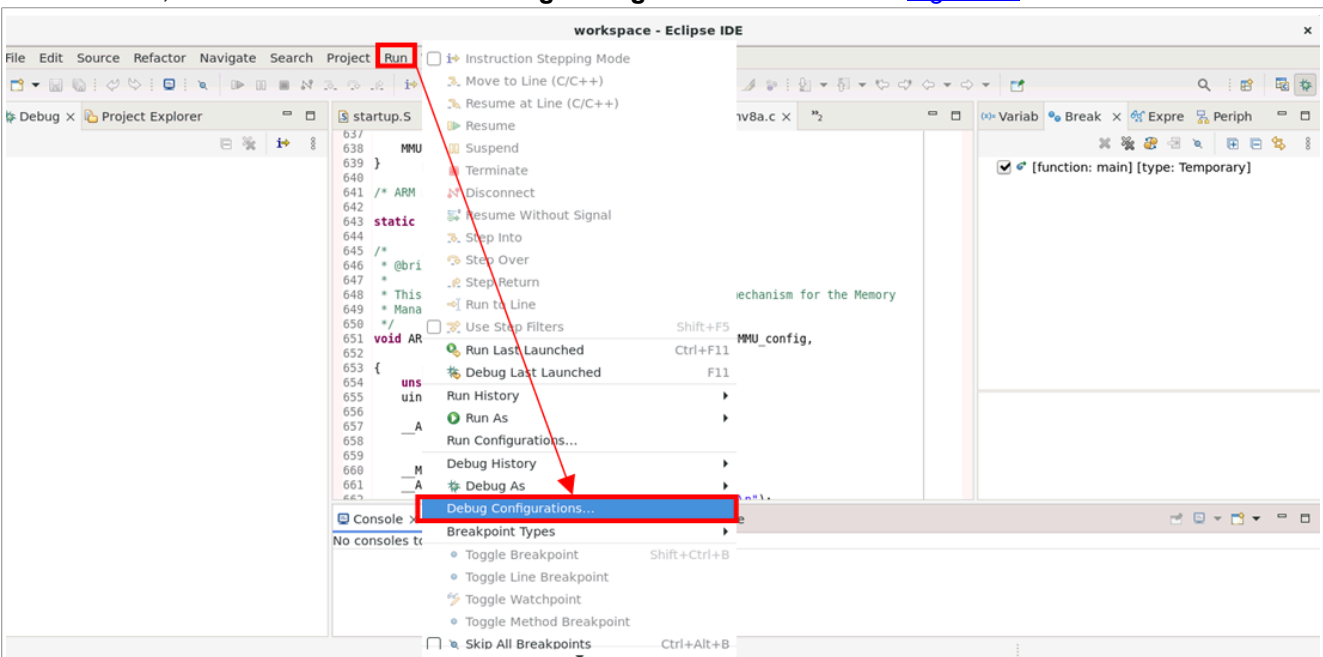 workspace - Eclipse IDE
File Edit Source Refactor Navigate Search Project Run
Debug Project Explorer
startup.S
nv8a.c
"2
Variab Break Expre Periph
[function: main] [type: Temporary]
637
638 MMU
639 }
640
641 /* ARM
642
643 static
644
645 /*
646 * @bri
647 *
648 * This echanism for the Memory
649 * Mana
650 */
651 void AR MMU_config,
652
653 {
654 uns
655 uin
656
657 __A
658
659
660 __M
661 __A
662 \n");
Instruction Stepping Mode
Move to Line (C/C++)
Resume at Line (C/C++)
Resume
Suspend
Terminate
Disconnect
Resume Without Signal
Step Into
Step Over
Step Return
Run to Line
Use Step Filters Shift+F5
Run Last Launched Ctrl+F11
Debug Last Launched F11
Run History
Run As
Run Configurations...
Debug History
Debug As
Debug Configurations...
Breakpoint Types
Toggle Breakpoint Shift+Ctrl+B
Toggle Line Breakpoint
Toggle Watchpoint
Toggle Method Breakpoint
Skip All Breakpoints Ctrl+Alt+B
Console
No consoles to